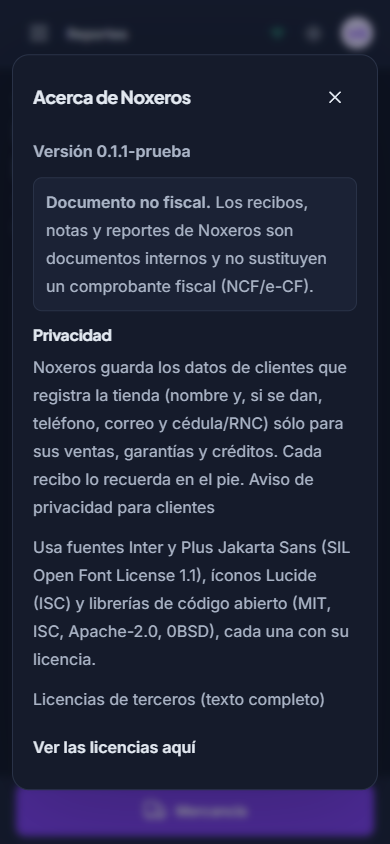 Reportes
Acerca de Noxeros
Versión 0.1.1-prueba
Documento no fiscal. Los recibos,
notas y reportes de Noxeros son
documentos internos y no sustituyen
un comprobante fiscal (NCF/e-CF).
Privacidad
Noxeros guarda los datos de clientes que
registra la tienda (nombre y, si se dan,
teléfono, correo y cédula/RNC) sólo para
sus ventas, garantías y créditos. Cada
recibo lo recuerda en el pie. Aviso de
privacidad para clientes
Usa fuentes Inter y Plus Jakarta Sans (SIL
Open Font License 1.1), íconos Lucide
(ISC) y librerías de código abierto (MIT,
ISC, Apache-2.0, 0BSD), cada una con su
licencia.
Licencias de terceros (texto completo)
Ver las licencias aquí